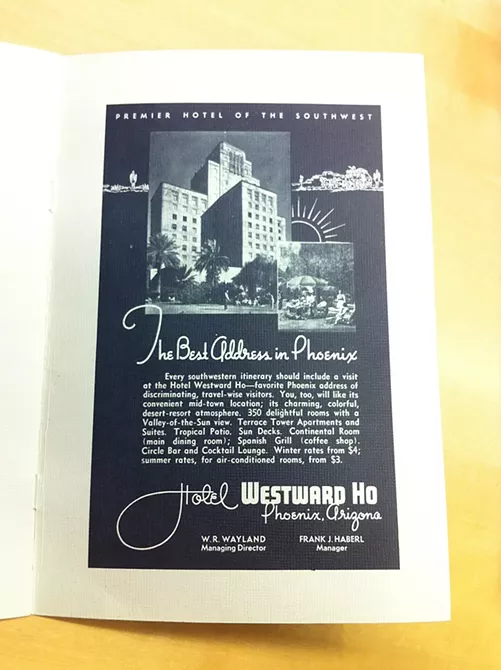 PREMIER HOTEL OF THE SOUTHWEST
The Best Address in Phoenix
Every southwestern itinerary should include a visit
at the Hotel Westward Ho—favorite Phoenix address of
discriminating, travel-wise visitors. You, too, will like its
convenient mid-town location; its charming, colorful,
desert-resort atmosphere. 350 delightful rooms with a
Valley-of-the-Sun view. Terrace Tower Apartments and
Suites. Tropical Patio. Sun Decks. Continental Room
(main dining room); Spanish Grill (coffee shop).
Circle Bar and Cocktail Lounge. Winter rates from $4;
summer rates, for air-conditioned rooms, from $3.
Hotel WESTWARD HO
Phoenix, Arizona
W. R. WAYLAND FRANK J. HABERL
Managing Director Manager